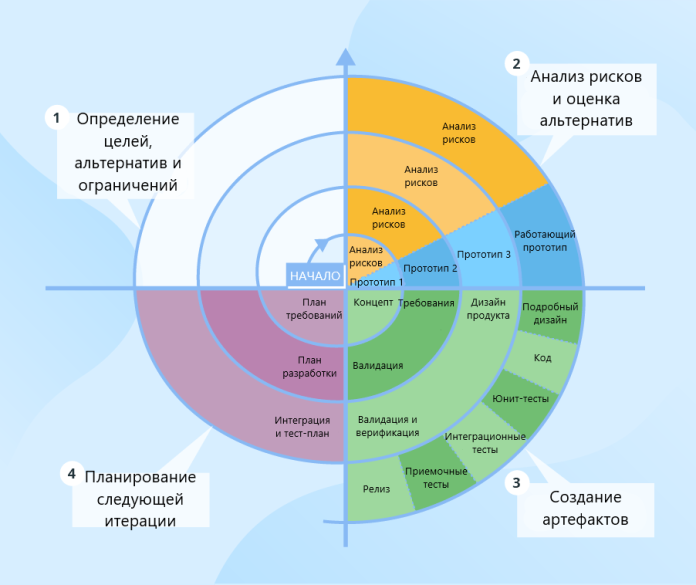 1
Определение
целей,
альтернатив и
ограничений
2
Анализ рисков
и оценка
альтернатив
Анализ
рисков
Анализ
рисков
Анализ
рисков
Анализ
рисков
Работающий
прототип
Прототип 3
Прототип 2
Прототип 1
НАЧАЛО
План
требований
Концепт
Требования
Дизайн
продукта
Подробный
дизайн
План
разработки
Валидация
Код
Юнит-тесты
Интеграция
и тест-план
Валидация и
верификация
Интеграционные
тесты
Приемочные
тесты
Релиз
4
Планирование
следующей
итерации
3
Создание
артефактов